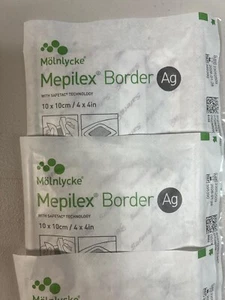 Mölnlycke®
Mepilex® Border Ag
WITH SAFETAC® TECHNOLOGY
10 x 10cm / 4 x 4in
Mölnlycke®
Mepilex® Border Ag
WITH SAFETAC® TECHNOLOGY
10 x 10cm / 4 x 4in
Mölnlycke®